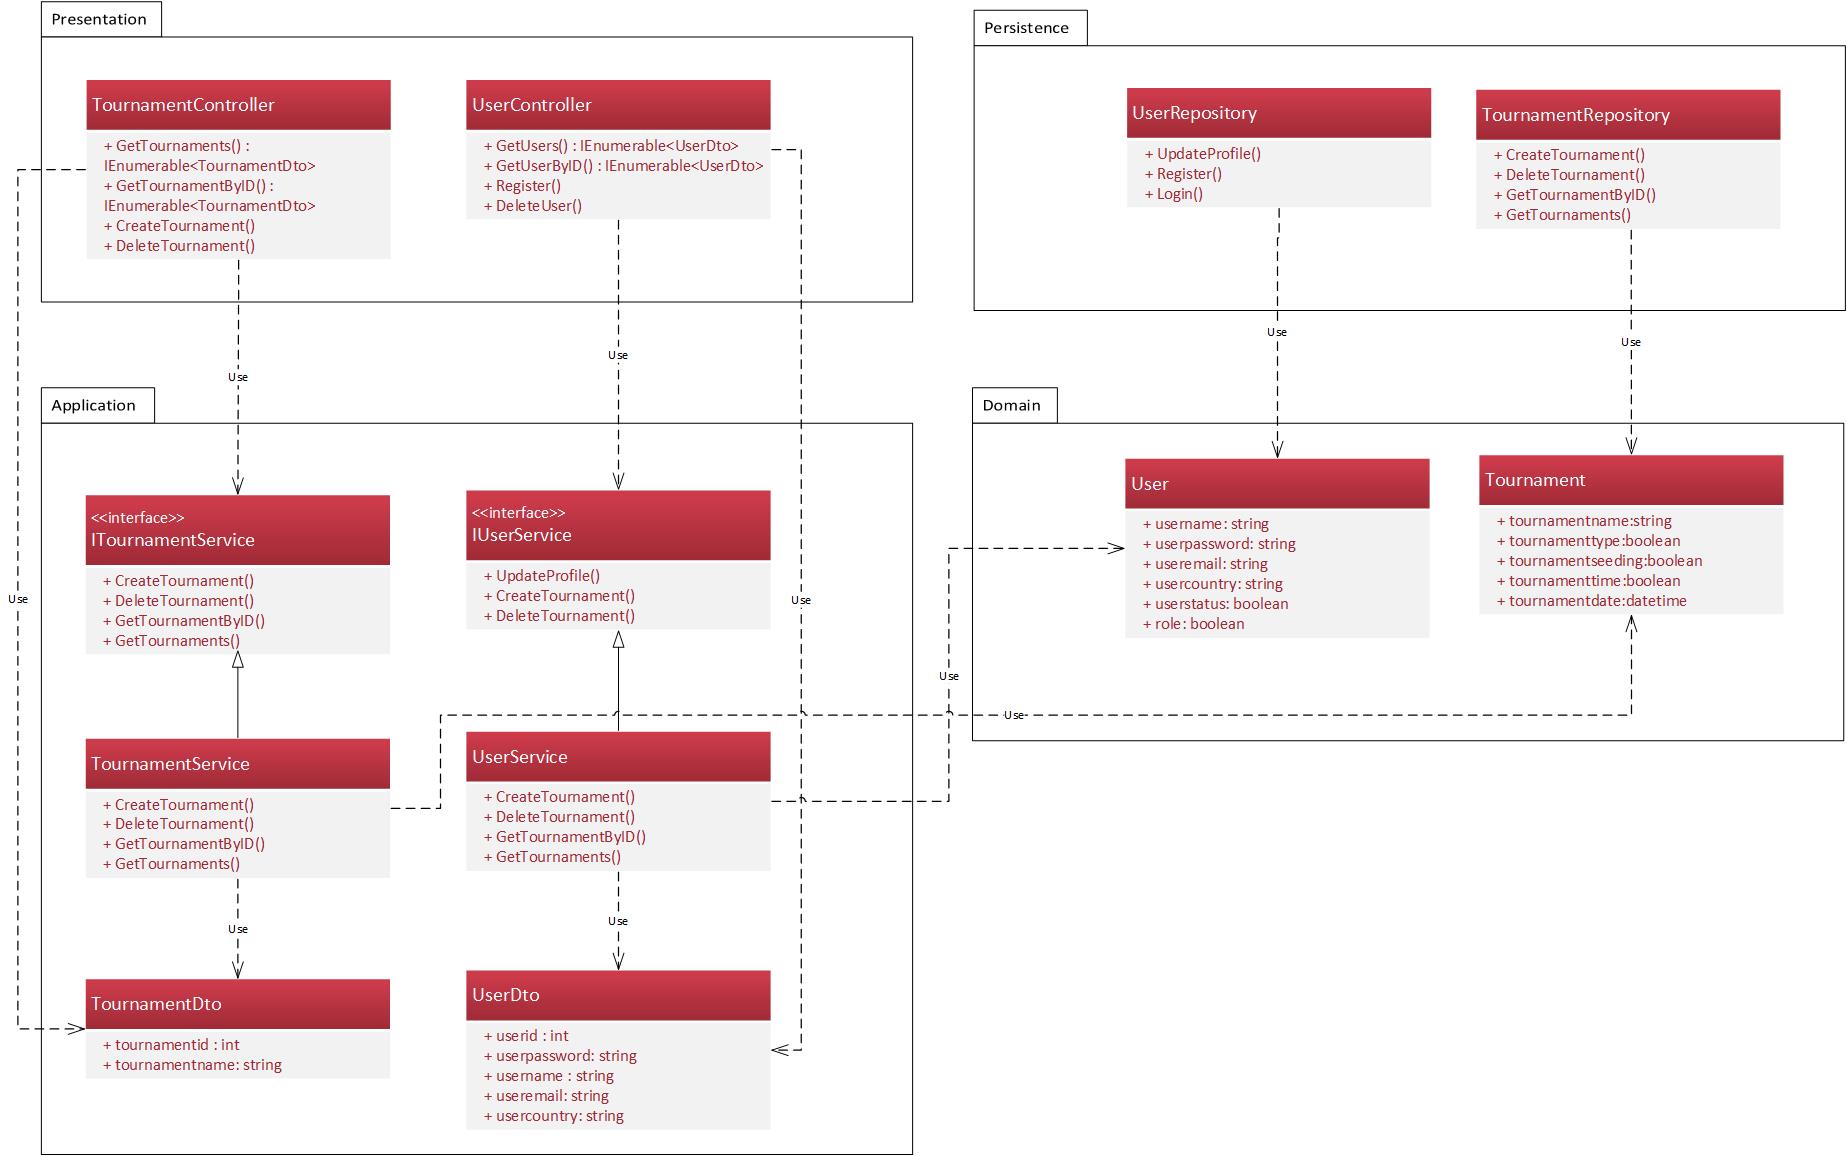 Presentation
TournamentController
+ GetTournaments() :
IEnumerable<TournamentDto>
+ GetTournamentByID() :
IEnumerable<TournamentDto>
+ CreateTournament()
+ DeleteTournament()
UserController
+ GetUsers() : IEnumerable<UserDto>
+ GetUserByID() : IEnumerable<UserDto>
+ Register()
+ DeleteUser()
Persistence
UserRepository
+ UpdateProfile()
+ Register()
+ Login()
TournamentRepository
+ CreateTournament()
+ DeleteTournament()
+ GetTournamentByID()
+ GetTournaments()
Use
Use
Use
Use
Use
Use
Application
<<interface>>
ITournamentService
+ CreateTournament()
+ DeleteTournament()
+ GetTournamentByID()
+ GetTournaments()
<<interface>>
IUserService
+ UpdateProfile()
+ CreateTournament()
+ DeleteTournament()
TournamentService
+ CreateTournament()
+ DeleteTournament()
+ GetTournamentByID()
+ GetTournaments()
UserService
+ CreateTournament()
+ DeleteTournament()
+ GetTournamentByID()
+ GetTournaments()
Use
Use
TournamentDto
+ tournamentid : int
+ tournamentname: string
UserDto
+ userid : int
+ userpassword: string
+ username : string
+ useremail: string
+ usercountry: string
Domain
User
+ username: string
+ userpassword: string
+ useremail: string
+ usercountry: string
+ userstatus: boolean
+ role: boolean
Tournament
+ tournamentname:string
+ tournamenttype:boolean
+ tournamentseeding:boolean
+ tournamenttime:boolean
+ tournamentdate:datetime
Use
Use